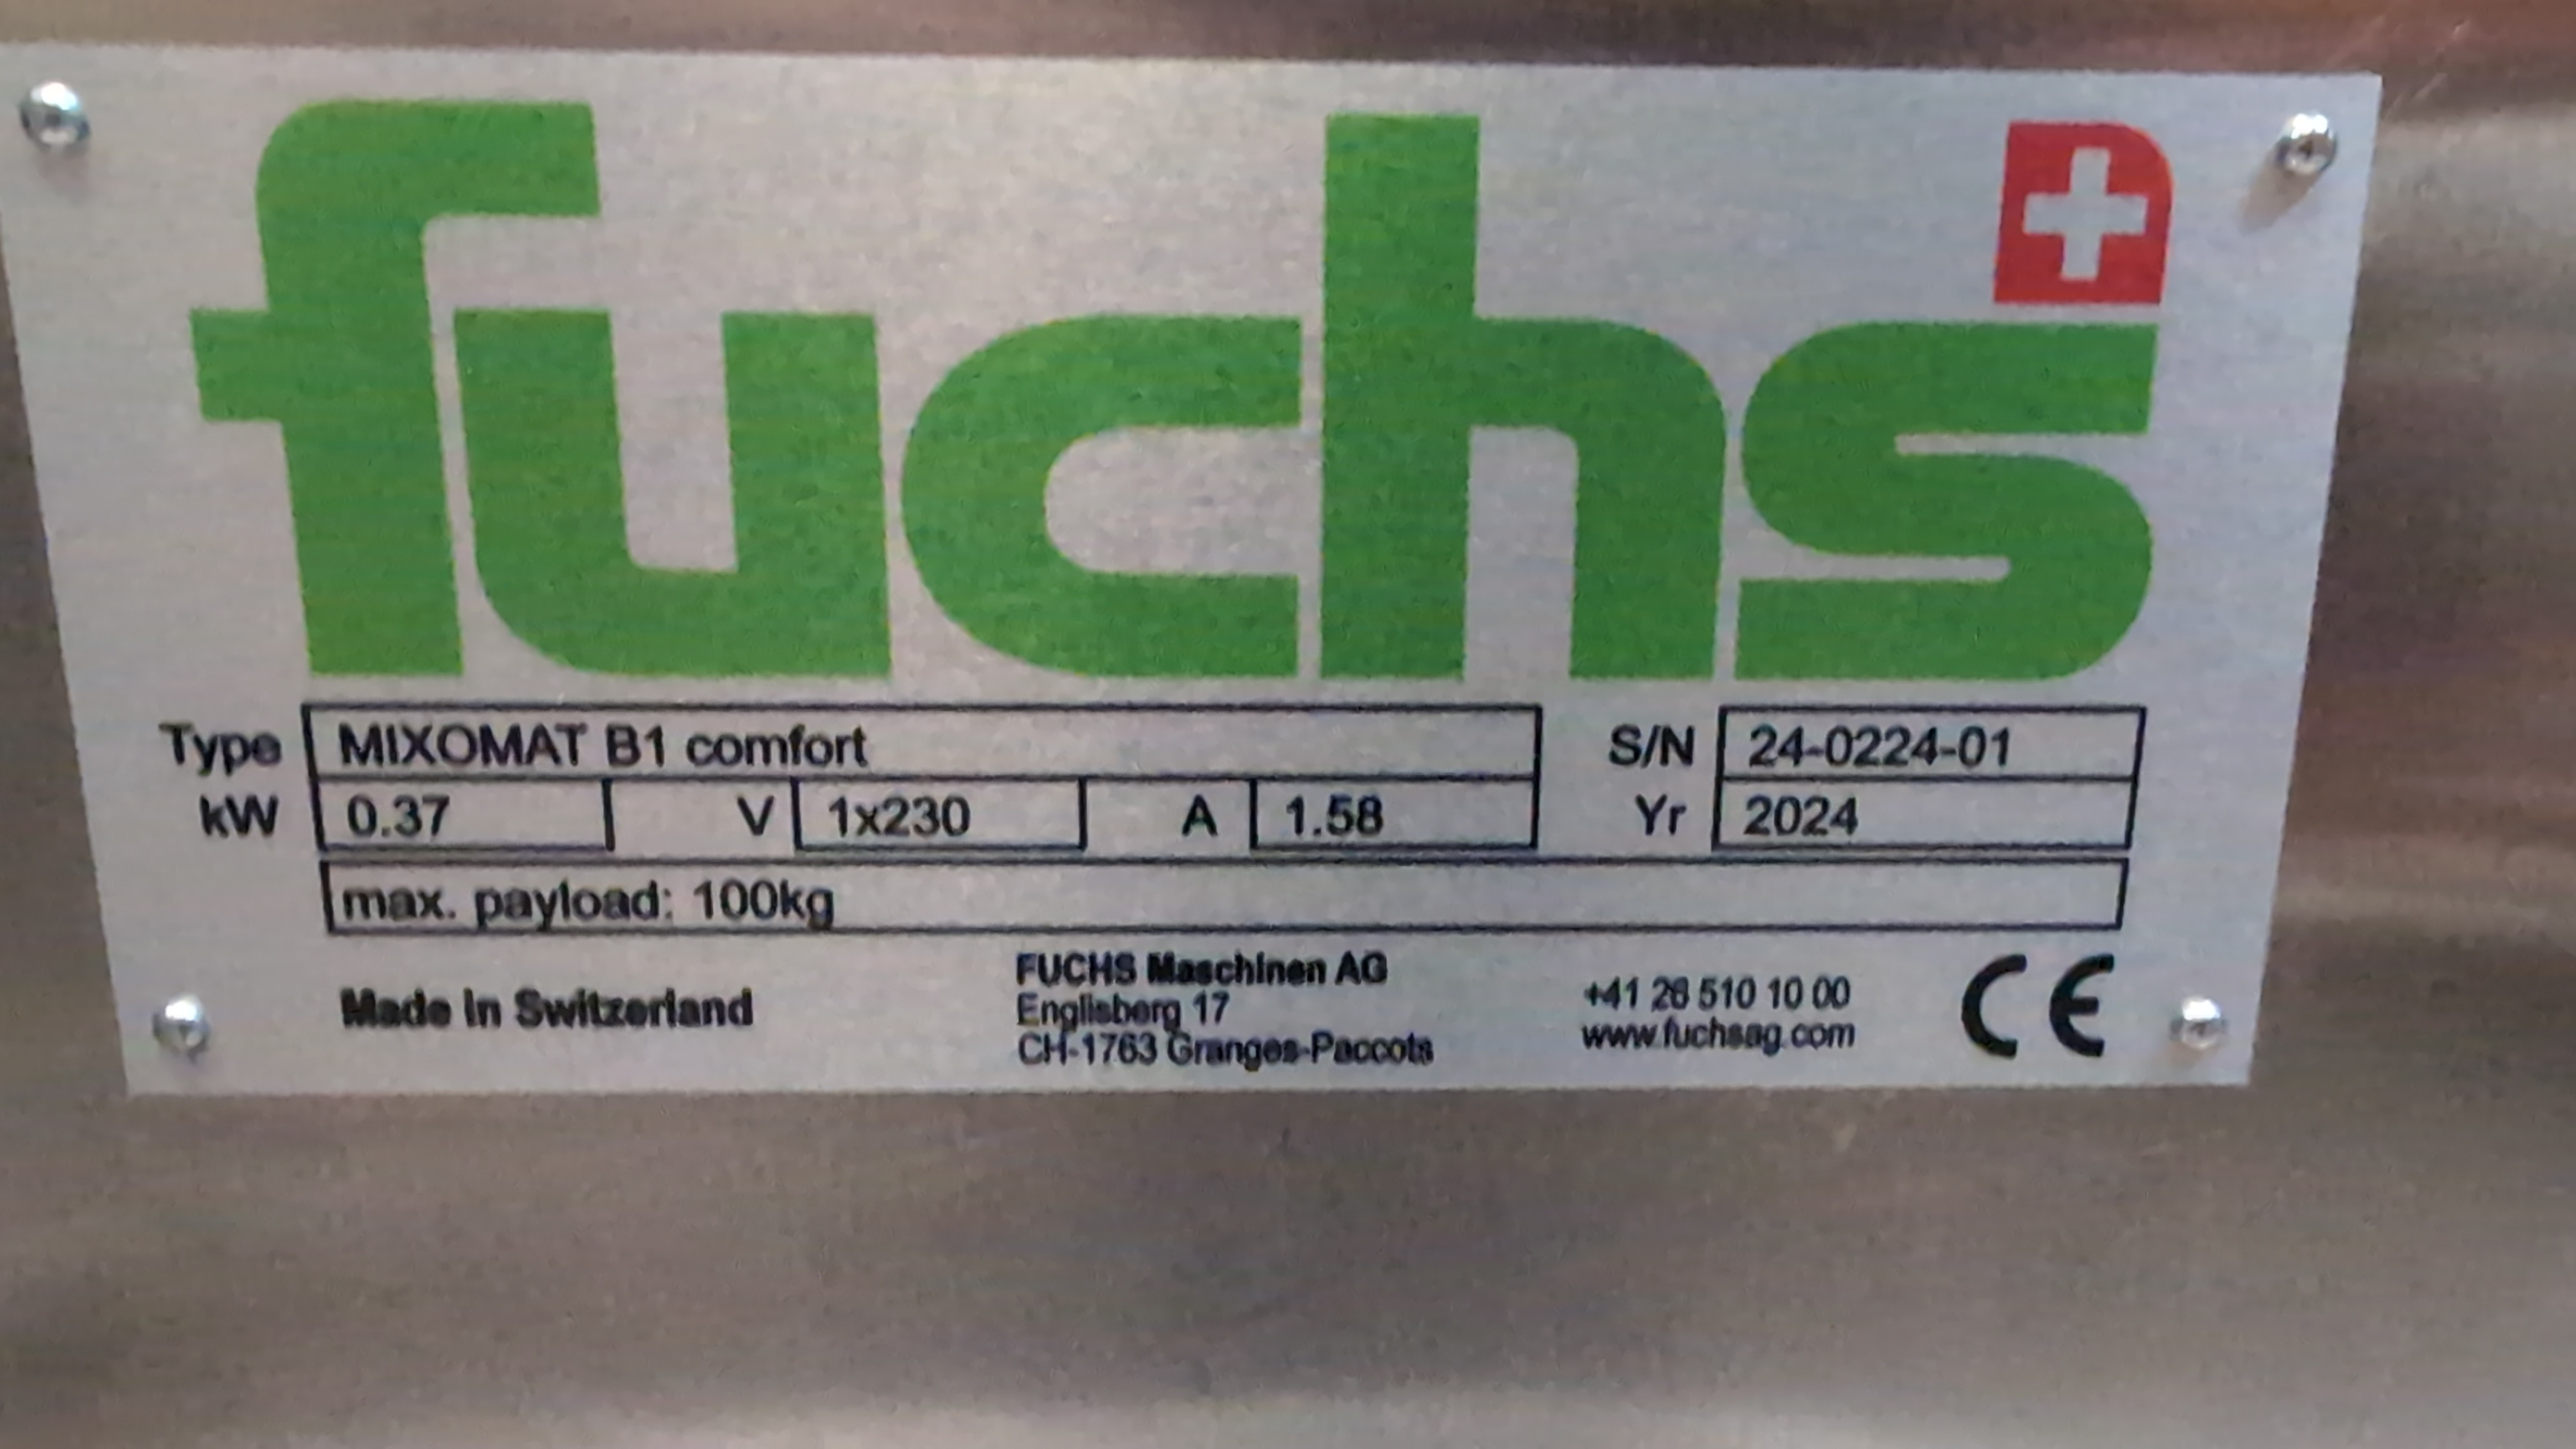 fuchs
Type MIXOMAT B1 comfort S/N 24-0224-01
kW 0.37 V 1x230 A 1.58 Yr 2024
max. payload: 100kg
Made in Switzerland
FUCHS Maschinen AG
Englisberg 17
CH-1763 Granges-Paccots
+41 26 510 10 00
www.fuchsag.com
CE